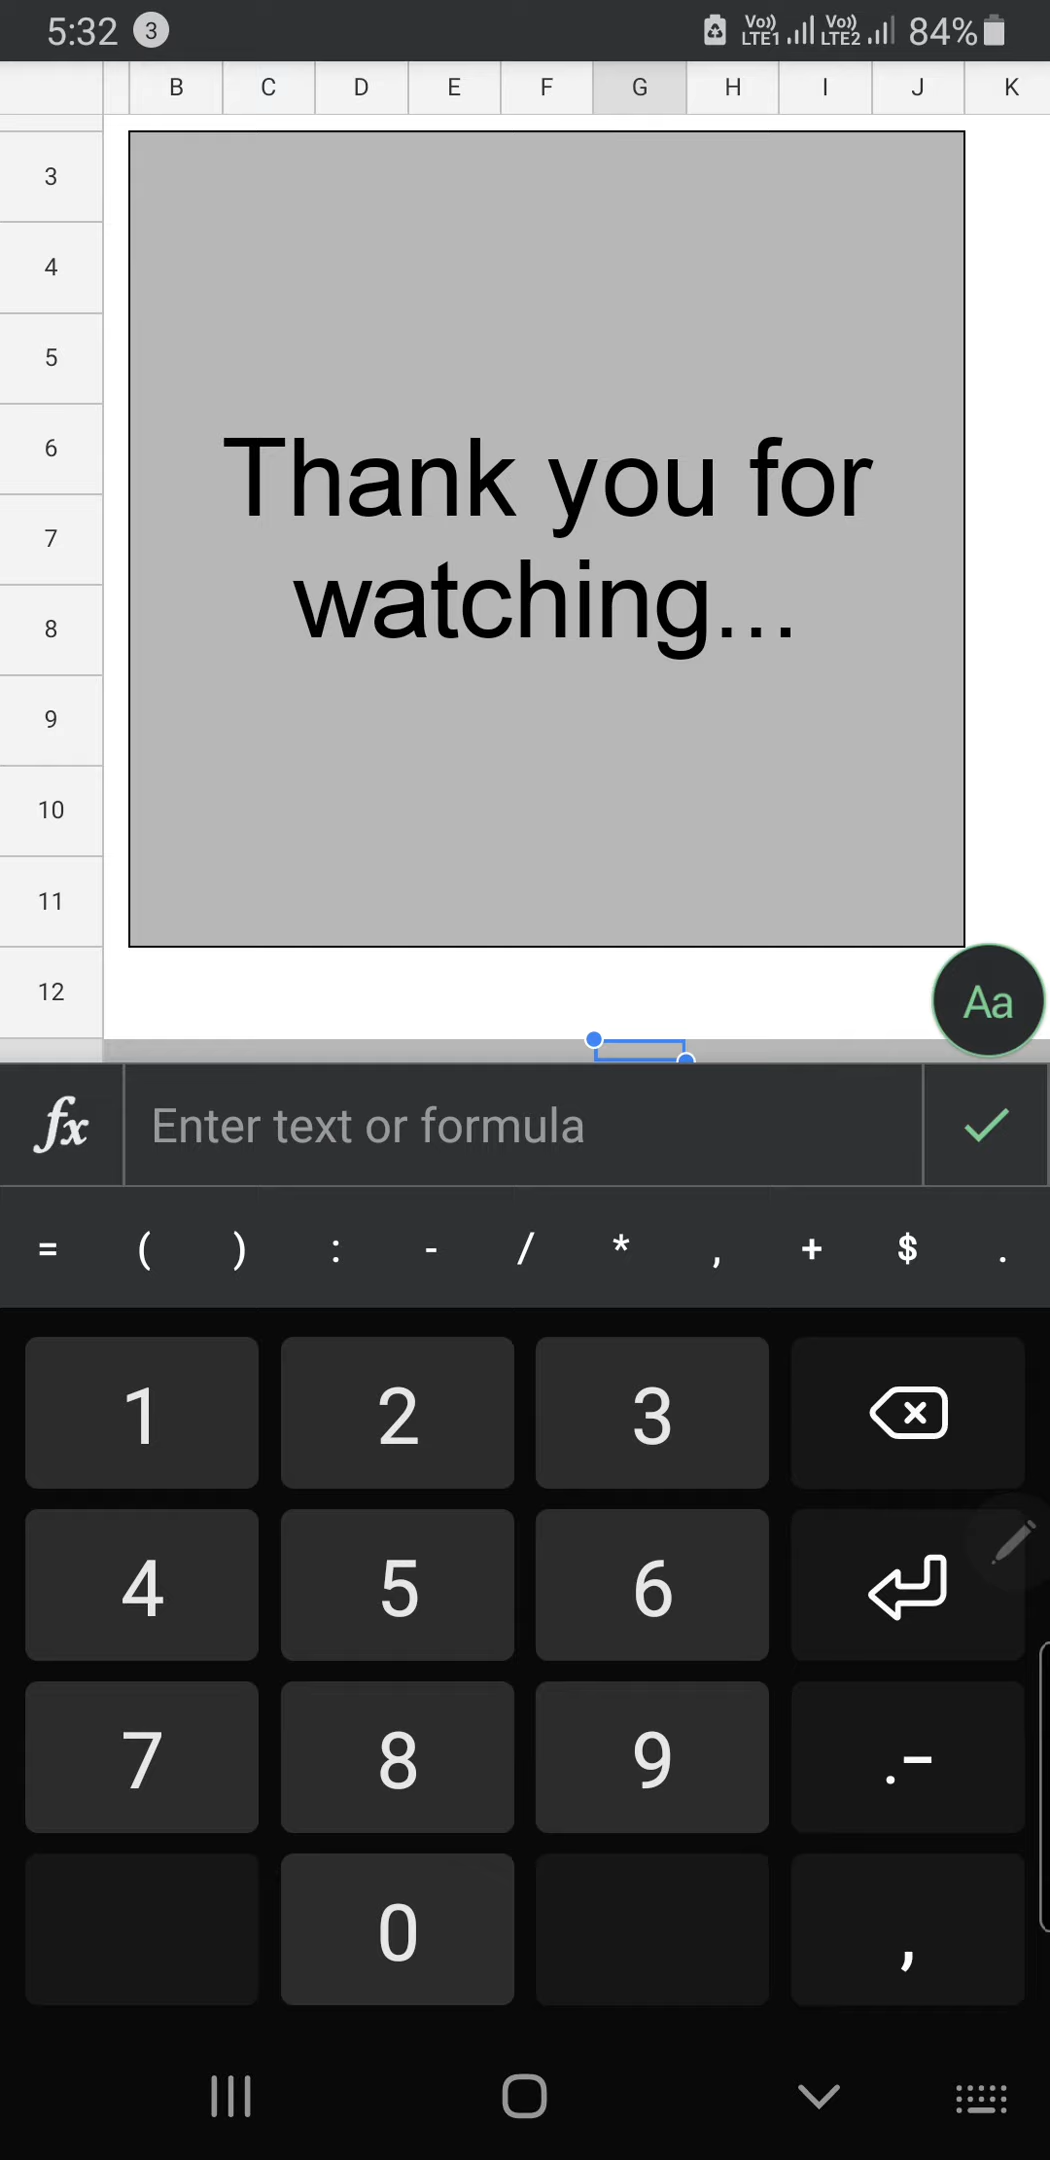 5:32 3 Vo)) LTE1 Vo)) LTE2 84%
B C D E F G H I J K
3
4
5
6
7
8
9
10
11
12
Thank you for
watching...
Aa
fx Enter text or formula
= ( ) : - / * , + $ .
1 2 3
4 5 6
7 8 9 .-
0 ,